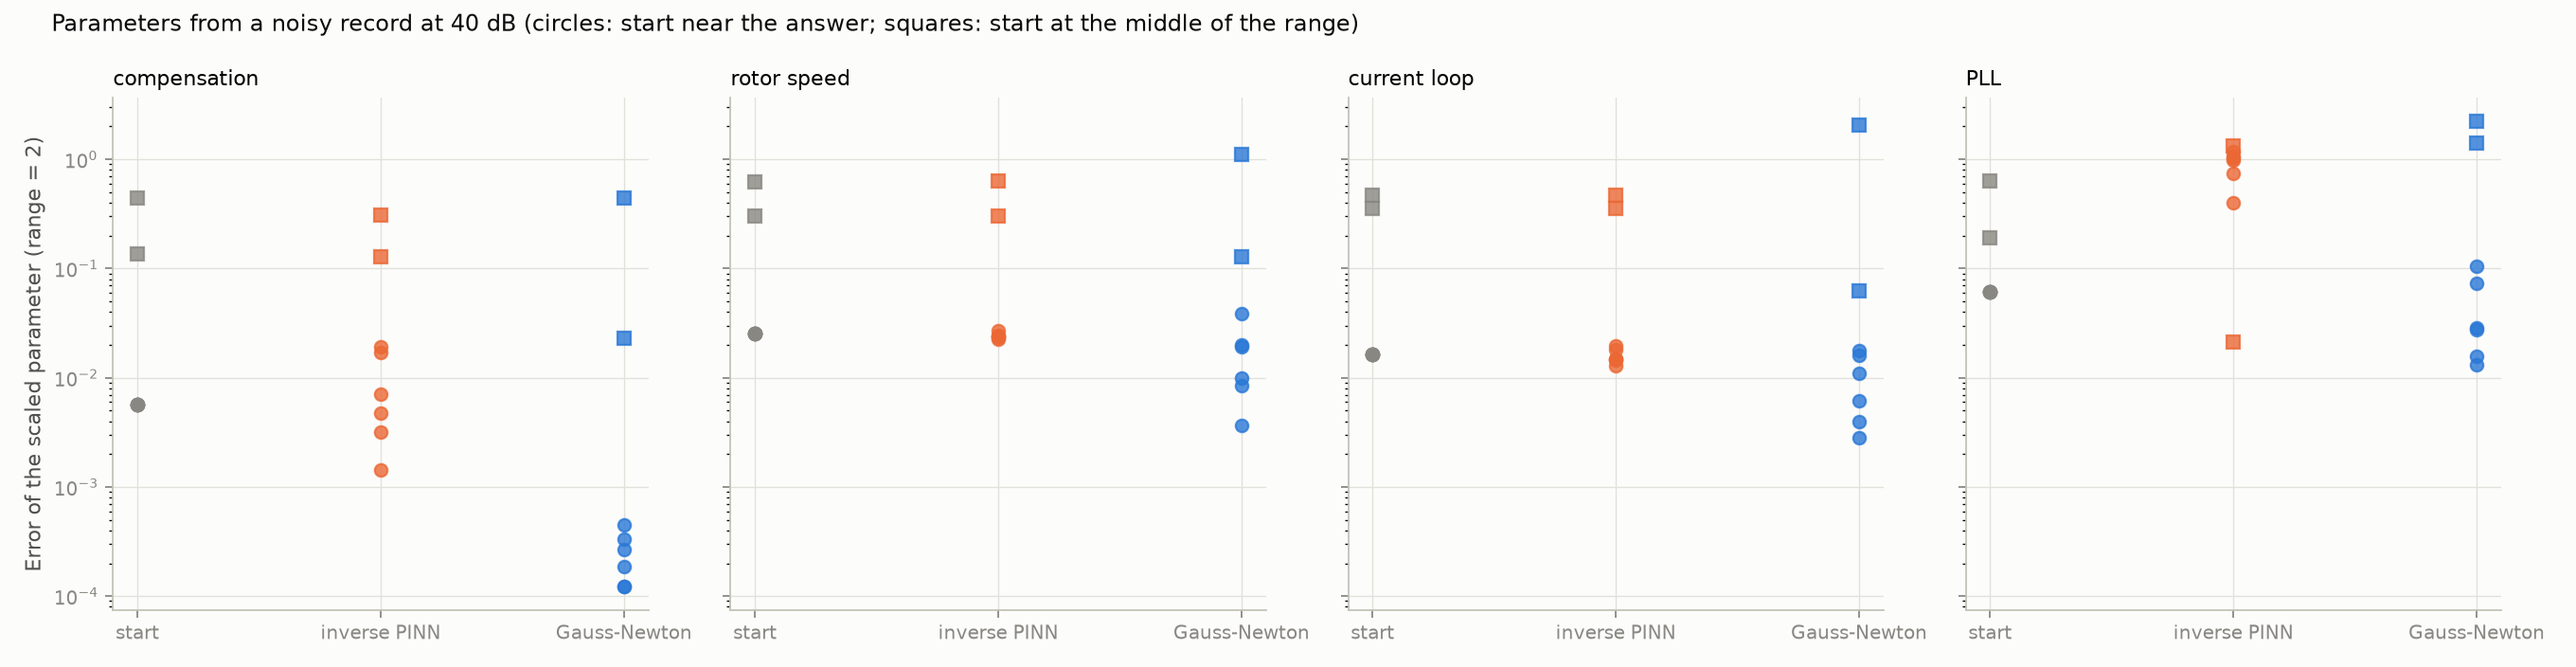 Parameters from a noisy record at 40 dB (circles: start near the answer; squares: start at the middle of the range)
compensation
rotor speed
current loop
PLL
Error of the scaled parameter (range = 2)
10⁰
10⁻¹
10⁻²
10⁻³
10⁻⁴
start inverse PINN Gauss-Newton
start inverse PINN Gauss-Newton
start inverse PINN Gauss-Newton
start inverse PINN Gauss-Newton